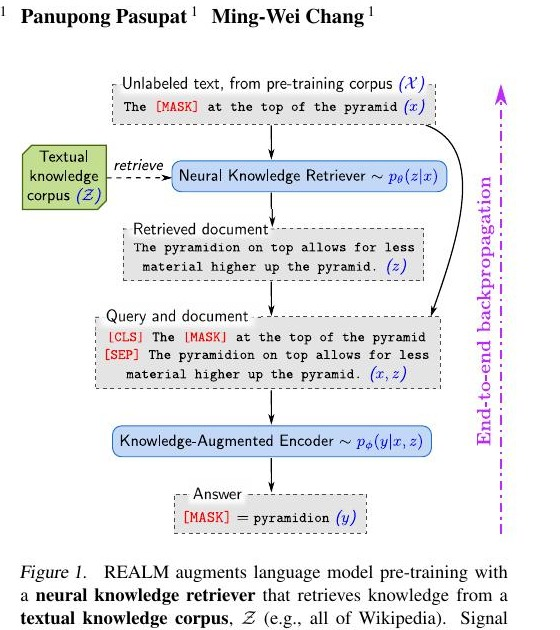 ¹ Panupong Pasupat ¹ Ming-Wei Chang ¹
Unlabeled text, from pre-training corpus (𝒳)
The [MASK] at the top of the pyramid (x)
Textual
knowledge
corpus (𝒵)
retrieve
Neural Knowledge Retriever ∼ pθ(z|x)
Retrieved document
The pyramidion on top allows for less
material higher up the pyramid. (z)
Query and document
[CLS] The [MASK] at the top of the pyramid
[SEP] The pyramidion on top allows for less
material higher up the pyramid. (x, z)
Knowledge-Augmented Encoder ∼ pϕ(y|x, z)
Answer
[MASK] = pyramidion (y)
End-to-end backpropagation
Figure 1. REALM augments language model pre-training with
a neural knowledge retriever that retrieves knowledge from a
textual knowledge corpus, 𝒵 (e.g., all of Wikipedia). Signal